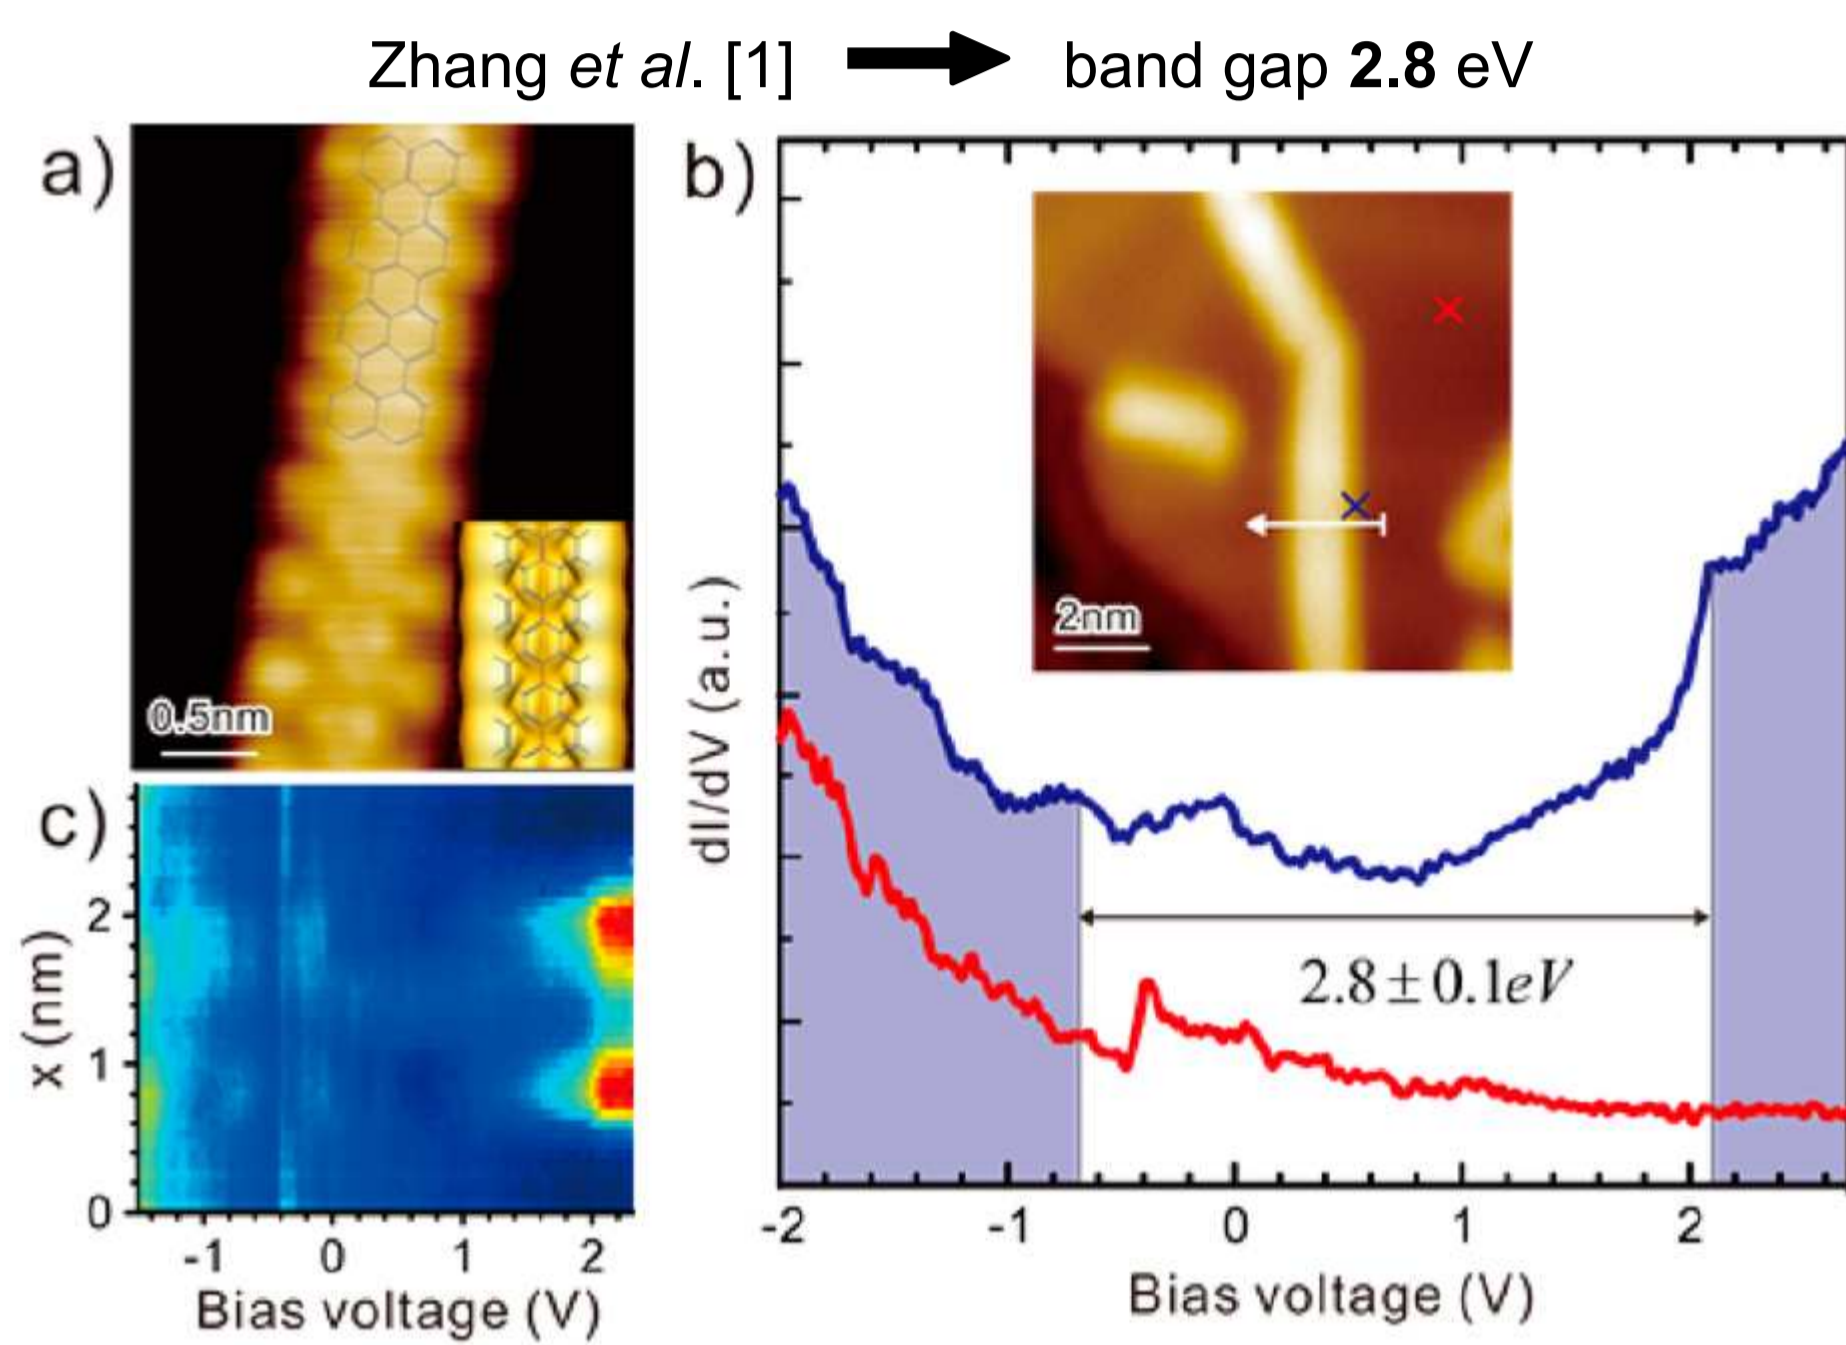 Zhang et al. [1] band gap 2.8 eV
a)
0.5nm
b)
2nm
dI/dV (a.u.)
2.8±0.1eV
-2 -1 0 1 2
Bias voltage (V)
c)
x (nm)
2
1
0
-1 0 1 2
Bias voltage (V)